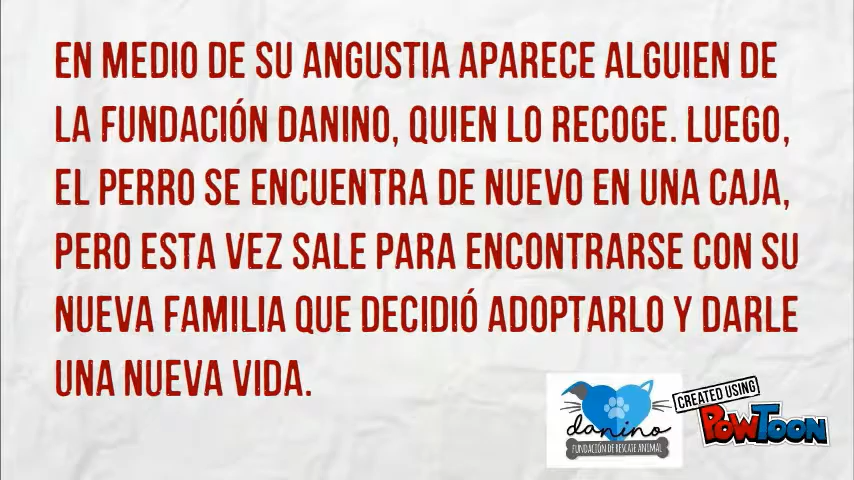 EN MEDIO DE SU ANGUSTIA APARECE ALGUIEN DE
LA FUNDACIÓN DANINO, QUIEN LO RECOGE. LUEGO,
EL PERRO SE ENCUENTRA DE NUEVO EN UNA CAJA,
PERO ESTA VEZ SALE PARA ENCONTRARSE CON SU
NUEVA FAMILIA QUE DECIDIÓ ADOPTARLO Y DARLE
UNA NUEVA VIDA.
danino
FUNDACIÓN DE RESCATE ANIMAL
CREATED USING
POWTOON